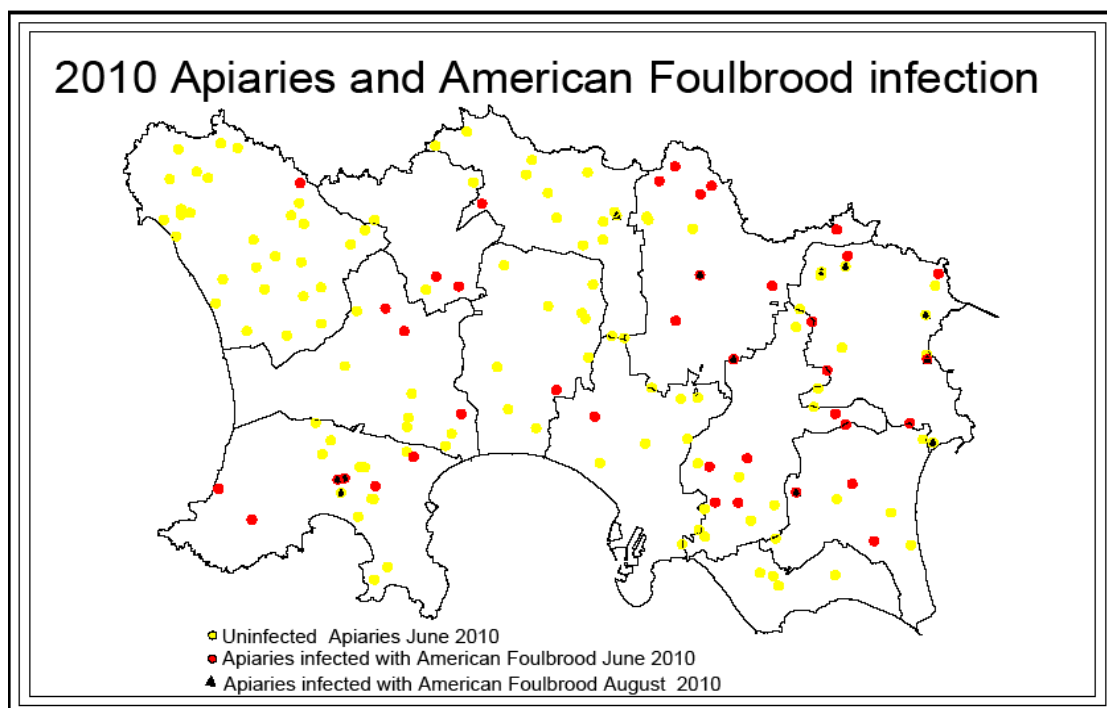 2010 Apiaries and American Foulbrood infection
Uninfected Apiaries June 2010
Apiaries infected with American Foulbrood June 2010
Apiaries infected with American Foulbrood August 2010